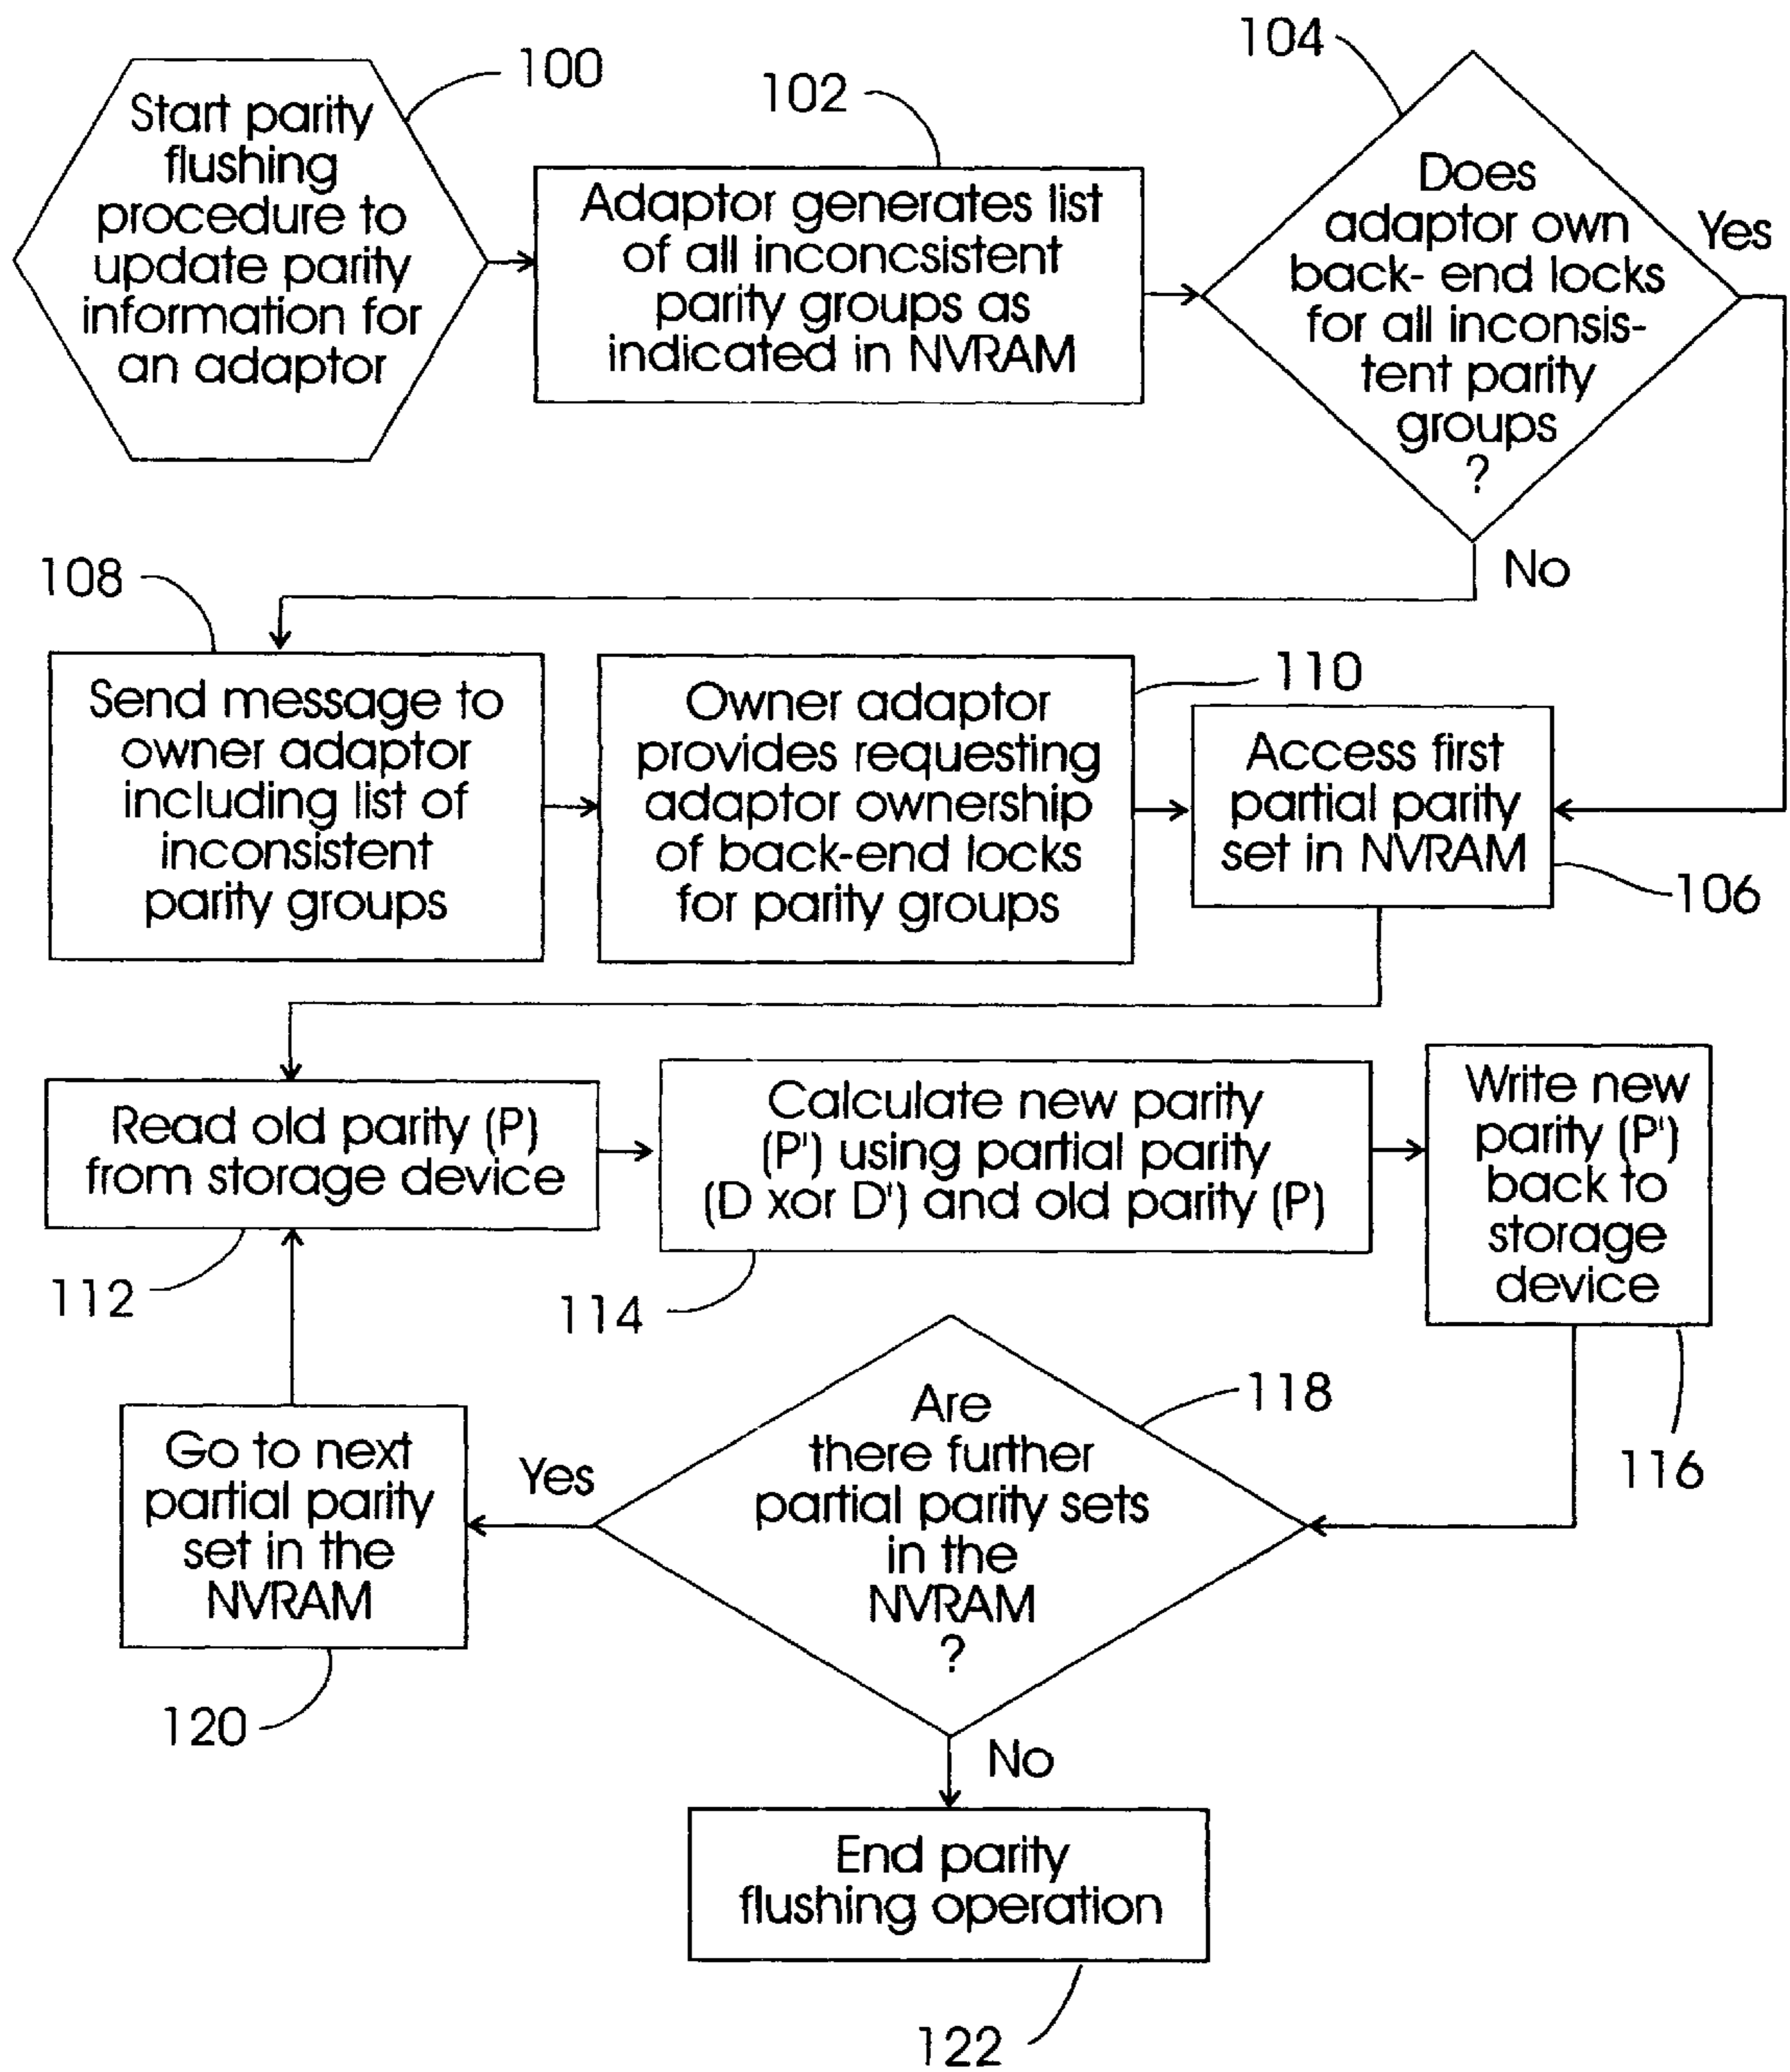 100
Start parity
flushing
procedure to
update parity
information for
an adaptor
102
Adaptor generates list
of all inconcsistent
parity groups as
indicated in NVRAM
104
Does
adaptor own
back- end locks
for all inconsis-
tent parity
groups
?
Yes
No
108
Send message to
owner adaptor
including list of
inconsistent
parity groups
110
Owner adaptor
provides requesting
adaptor ownership
of back-end locks
for parity groups
Access first
partial parity
set in NVRAM
106
Read old parity (P)
from storage device
112
Calculate new parity
(P') using partial parity
(D xor D') and old parity (P)
114
Write new
parity (P')
back to
storage
device
116
Are
there further
partial parity sets
in the
NVRAM
?
118
Yes
Go to next
partial parity
set in the
NVRAM
120
No
End parity
flushing operation
122